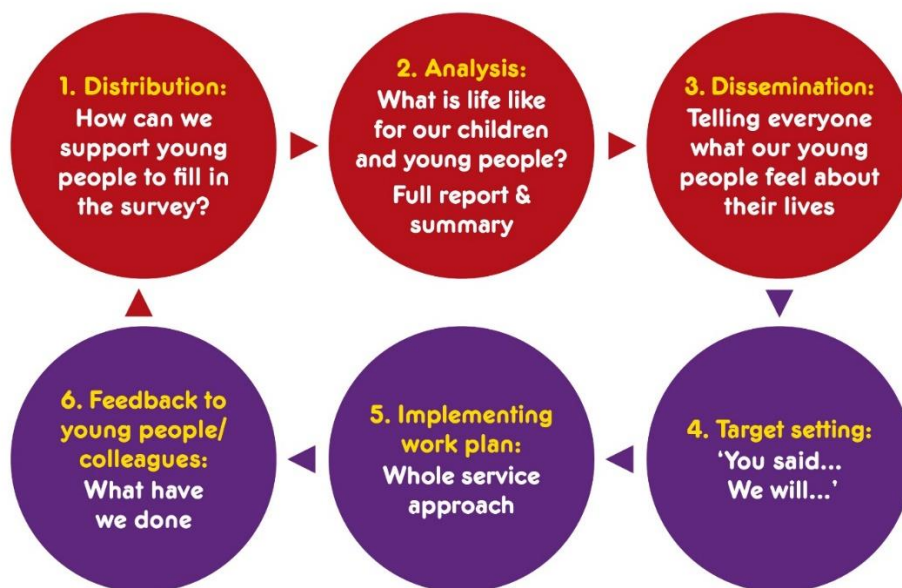 1. Distribution:
How can we
support young
people to fill in
the survey?
2. Analysis:
What is life like
for our children
and young people?
Full report &
summary
3. Dissemination:
Telling everyone
what our young
people feel about
their lives
4. Target setting:
‘You said...
We will...’
5. Implementing
work plan:
Whole service
approach
6. Feedback to
young people/
colleagues:
What have
we done